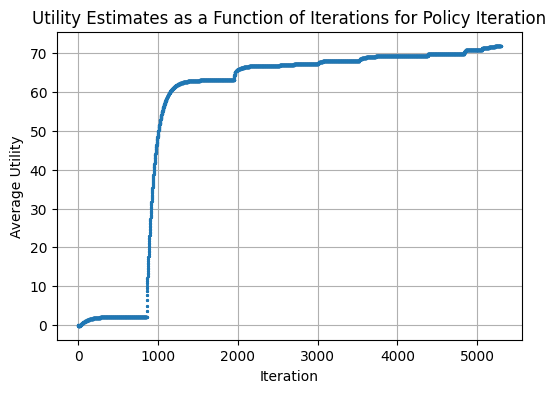 Utility Estimates as a Function of Iterations for Policy Iteration
70
60
50
40
30
20
10
0
Average Utility
0 1000 2000 3000 4000 5000
Iteration